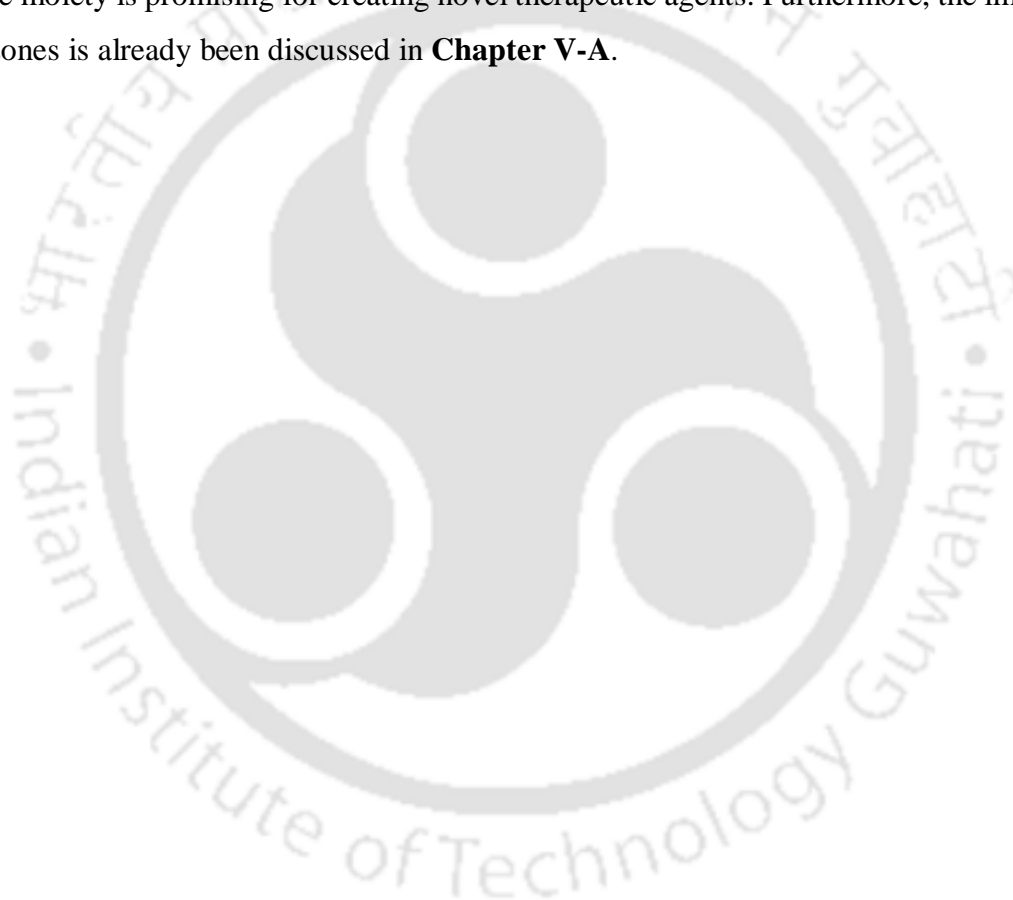 e moiety is promising for creating novel therapeutic agents. Furthermore, the im
ones is already been discussed in Chapter V-A.
• Indian Institute of Technology Guwahati •